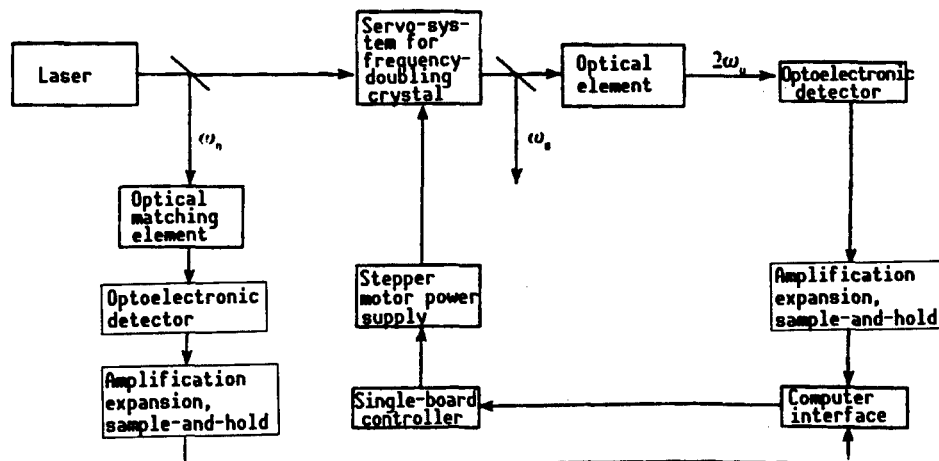 Laser
Servo-sys-
tem for
frequency-
doubling
crystal
Optical
element
2ω
Optoelectronic
detector
ω
ω
Optical
matching
element
Optoelectronic
detector
Amplification
expansion,
sample-and-hold
Stepper
motor power
supply
Single-board
controller
Amplification
expansion,
sample-and-hold
Computer
interface